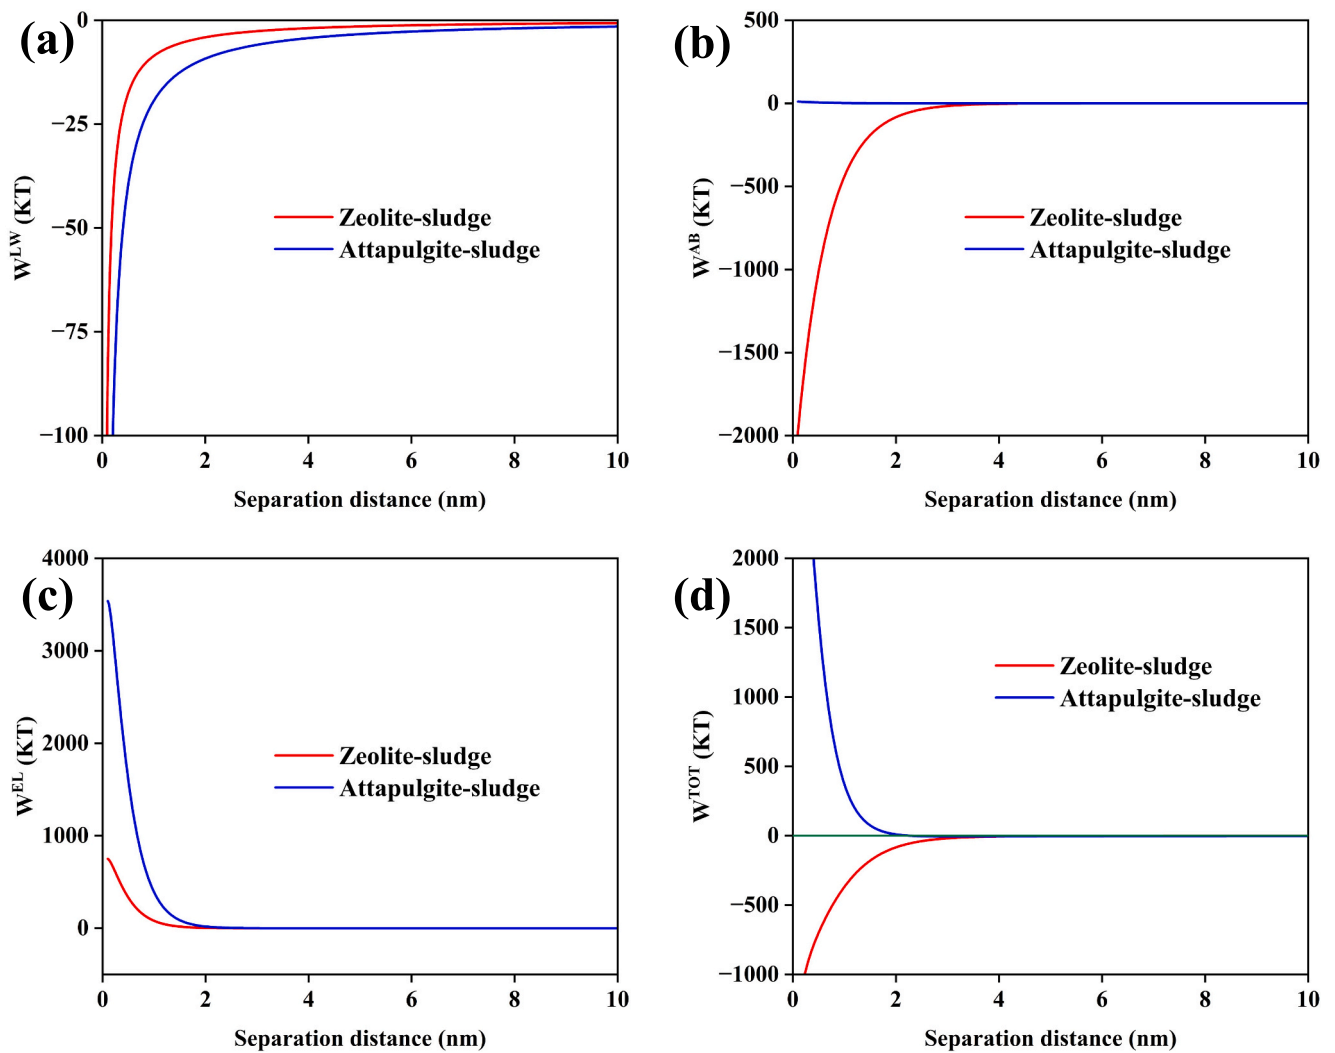 (a)
0
−25
−50
−75
−100
W^LW (KT)
Zeolite-sludge
Attapulgite-sludge
0 2 4 6 8 10
Separation distance (nm)
(b)
500
0
−500
−1000
−1500
−2000
W^AB (KT)
Zeolite-sludge
Attapulgite-sludge
0 2 4 6 8 10
Separation distance (nm)
(c)
4000
3000
2000
1000
0
W^EL (KT)
Zeolite-sludge
Attapulgite-sludge
0 2 4 6 8 10
Separation distance (nm)
(d)
2000
1500
1000
500
0
−500
−1000
W^TOT (KT)
Zeolite-sludge
Attapulgite-sludge
0 2 4 6 8 10
Separation distance (nm)